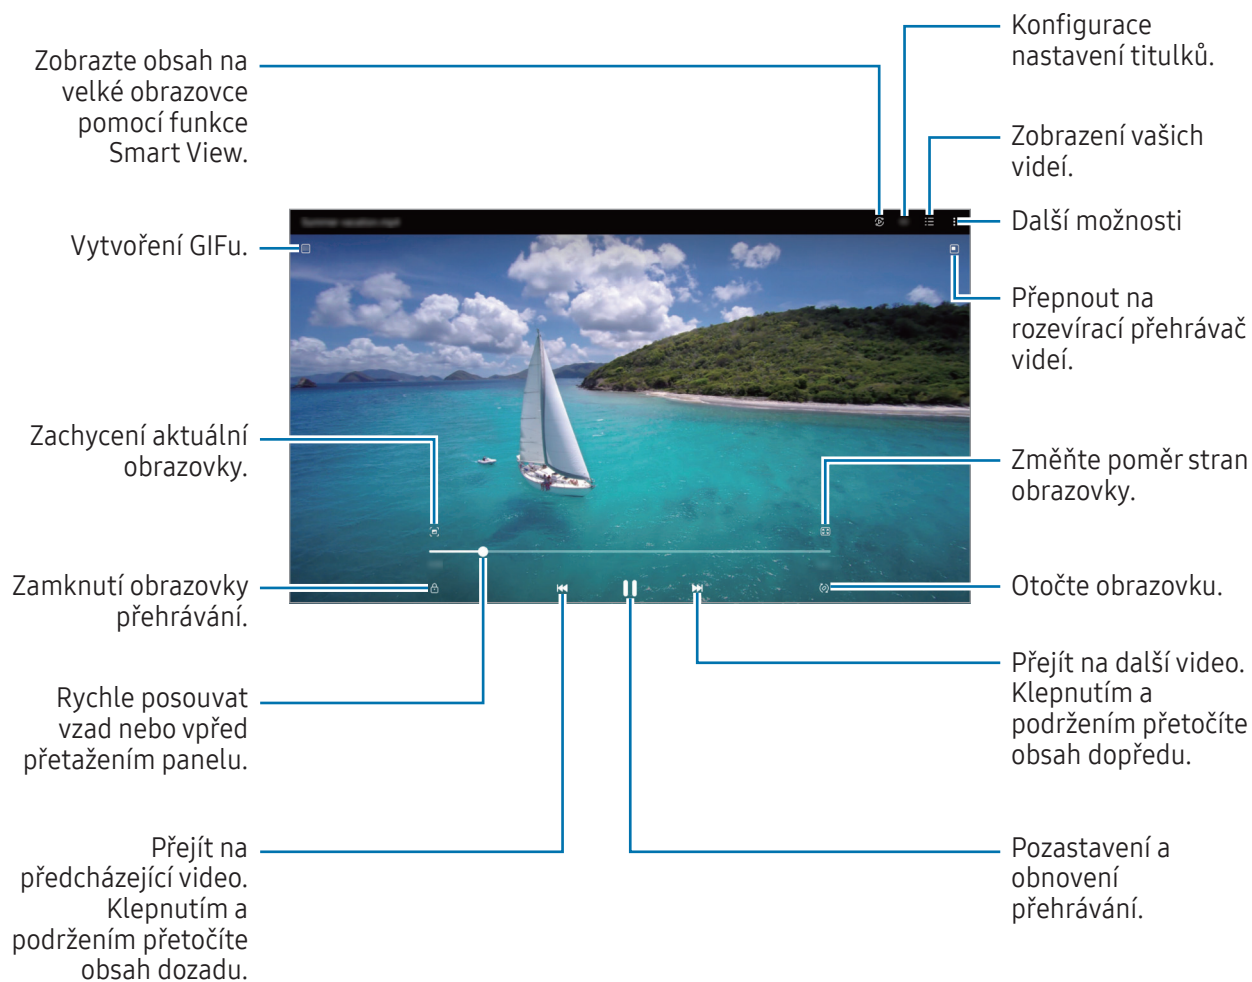 Konfigurace
nastavení titulků.
Zobrazte obsah na
velké obrazovce
pomocí funkce
Smart View.
Zobrazení vašich
videí.
Další možnosti
Vytvoření GIFu.
Přepnout na
rozevírací přehrávač
videí.
Zachycení aktuální
obrazovky.
Změňte poměr stran
obrazovky.
Zamknutí obrazovky
přehrávání.
Otočte obrazovku.
Rychle posouvat
vzad nebo vpřed
přetažením panelu.
Přejít na další video.
Klepnutím a
podržením přetočíte
obsah dopředu.
Přejít na
předcházející video.
Klepnutím a
podržením přetočíte
obsah dozadu.
Pozastavení a
obnovení
přehrávání.